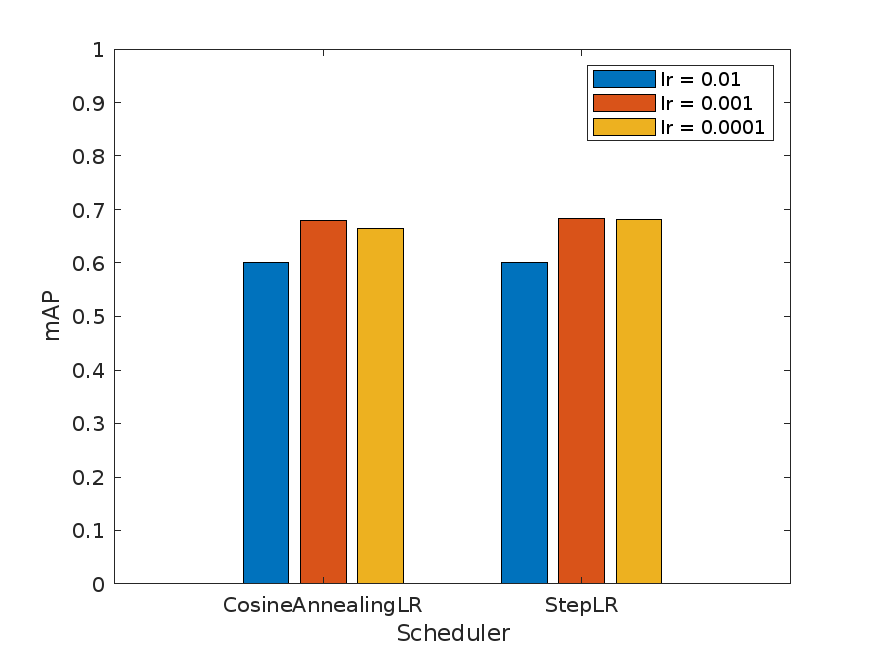 1
0.9
0.8
0.7
0.6
0.5
0.4
0.3
0.2
0.1
0
mAP
lr = 0.01
lr = 0.001
lr = 0.0001
CosineAnnealingLR
StepLR
Scheduler